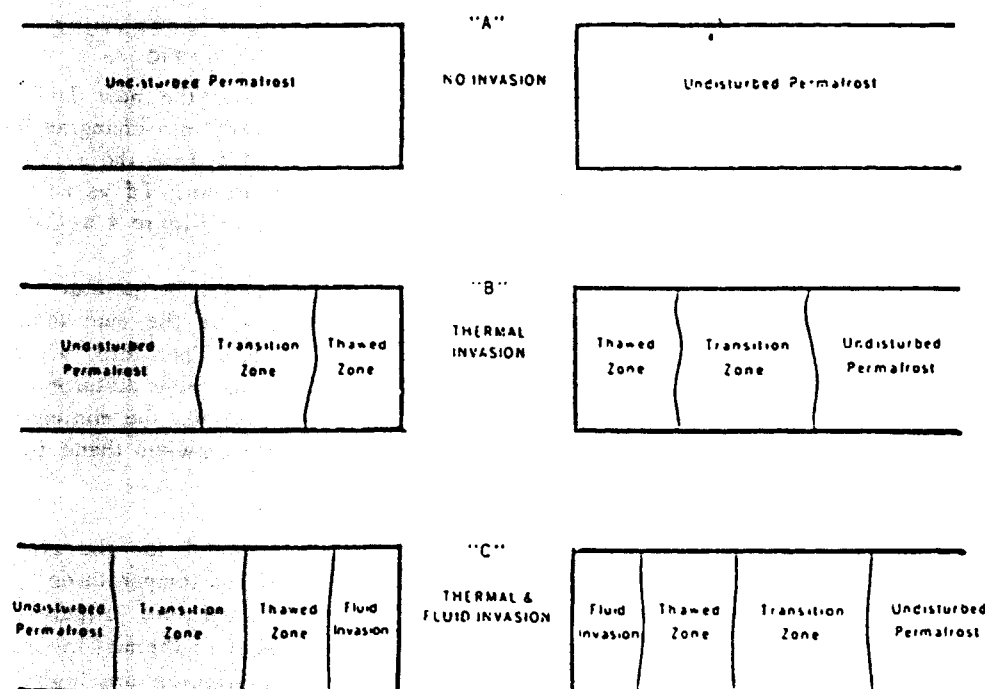 "A"
Undisturbed Permafrost
NO INVASION
Undisturbed Permafrost
"B"
Undisturbed
Permafrost
Transition
Zone
Thawed
Zone
THERMAL
INVASION
Thawed
Zone
Transition
Zone
Undisturbed
Permafrost
"C"
Undisturbed
Permafrost
Transition
Zone
Thawed
Zone
Fluid
Invasion
THERMAL &
FLUID INVASION
Fluid
Invasion
Thawed
Zone
Transition
Zone
Undisturbed
Permafrost